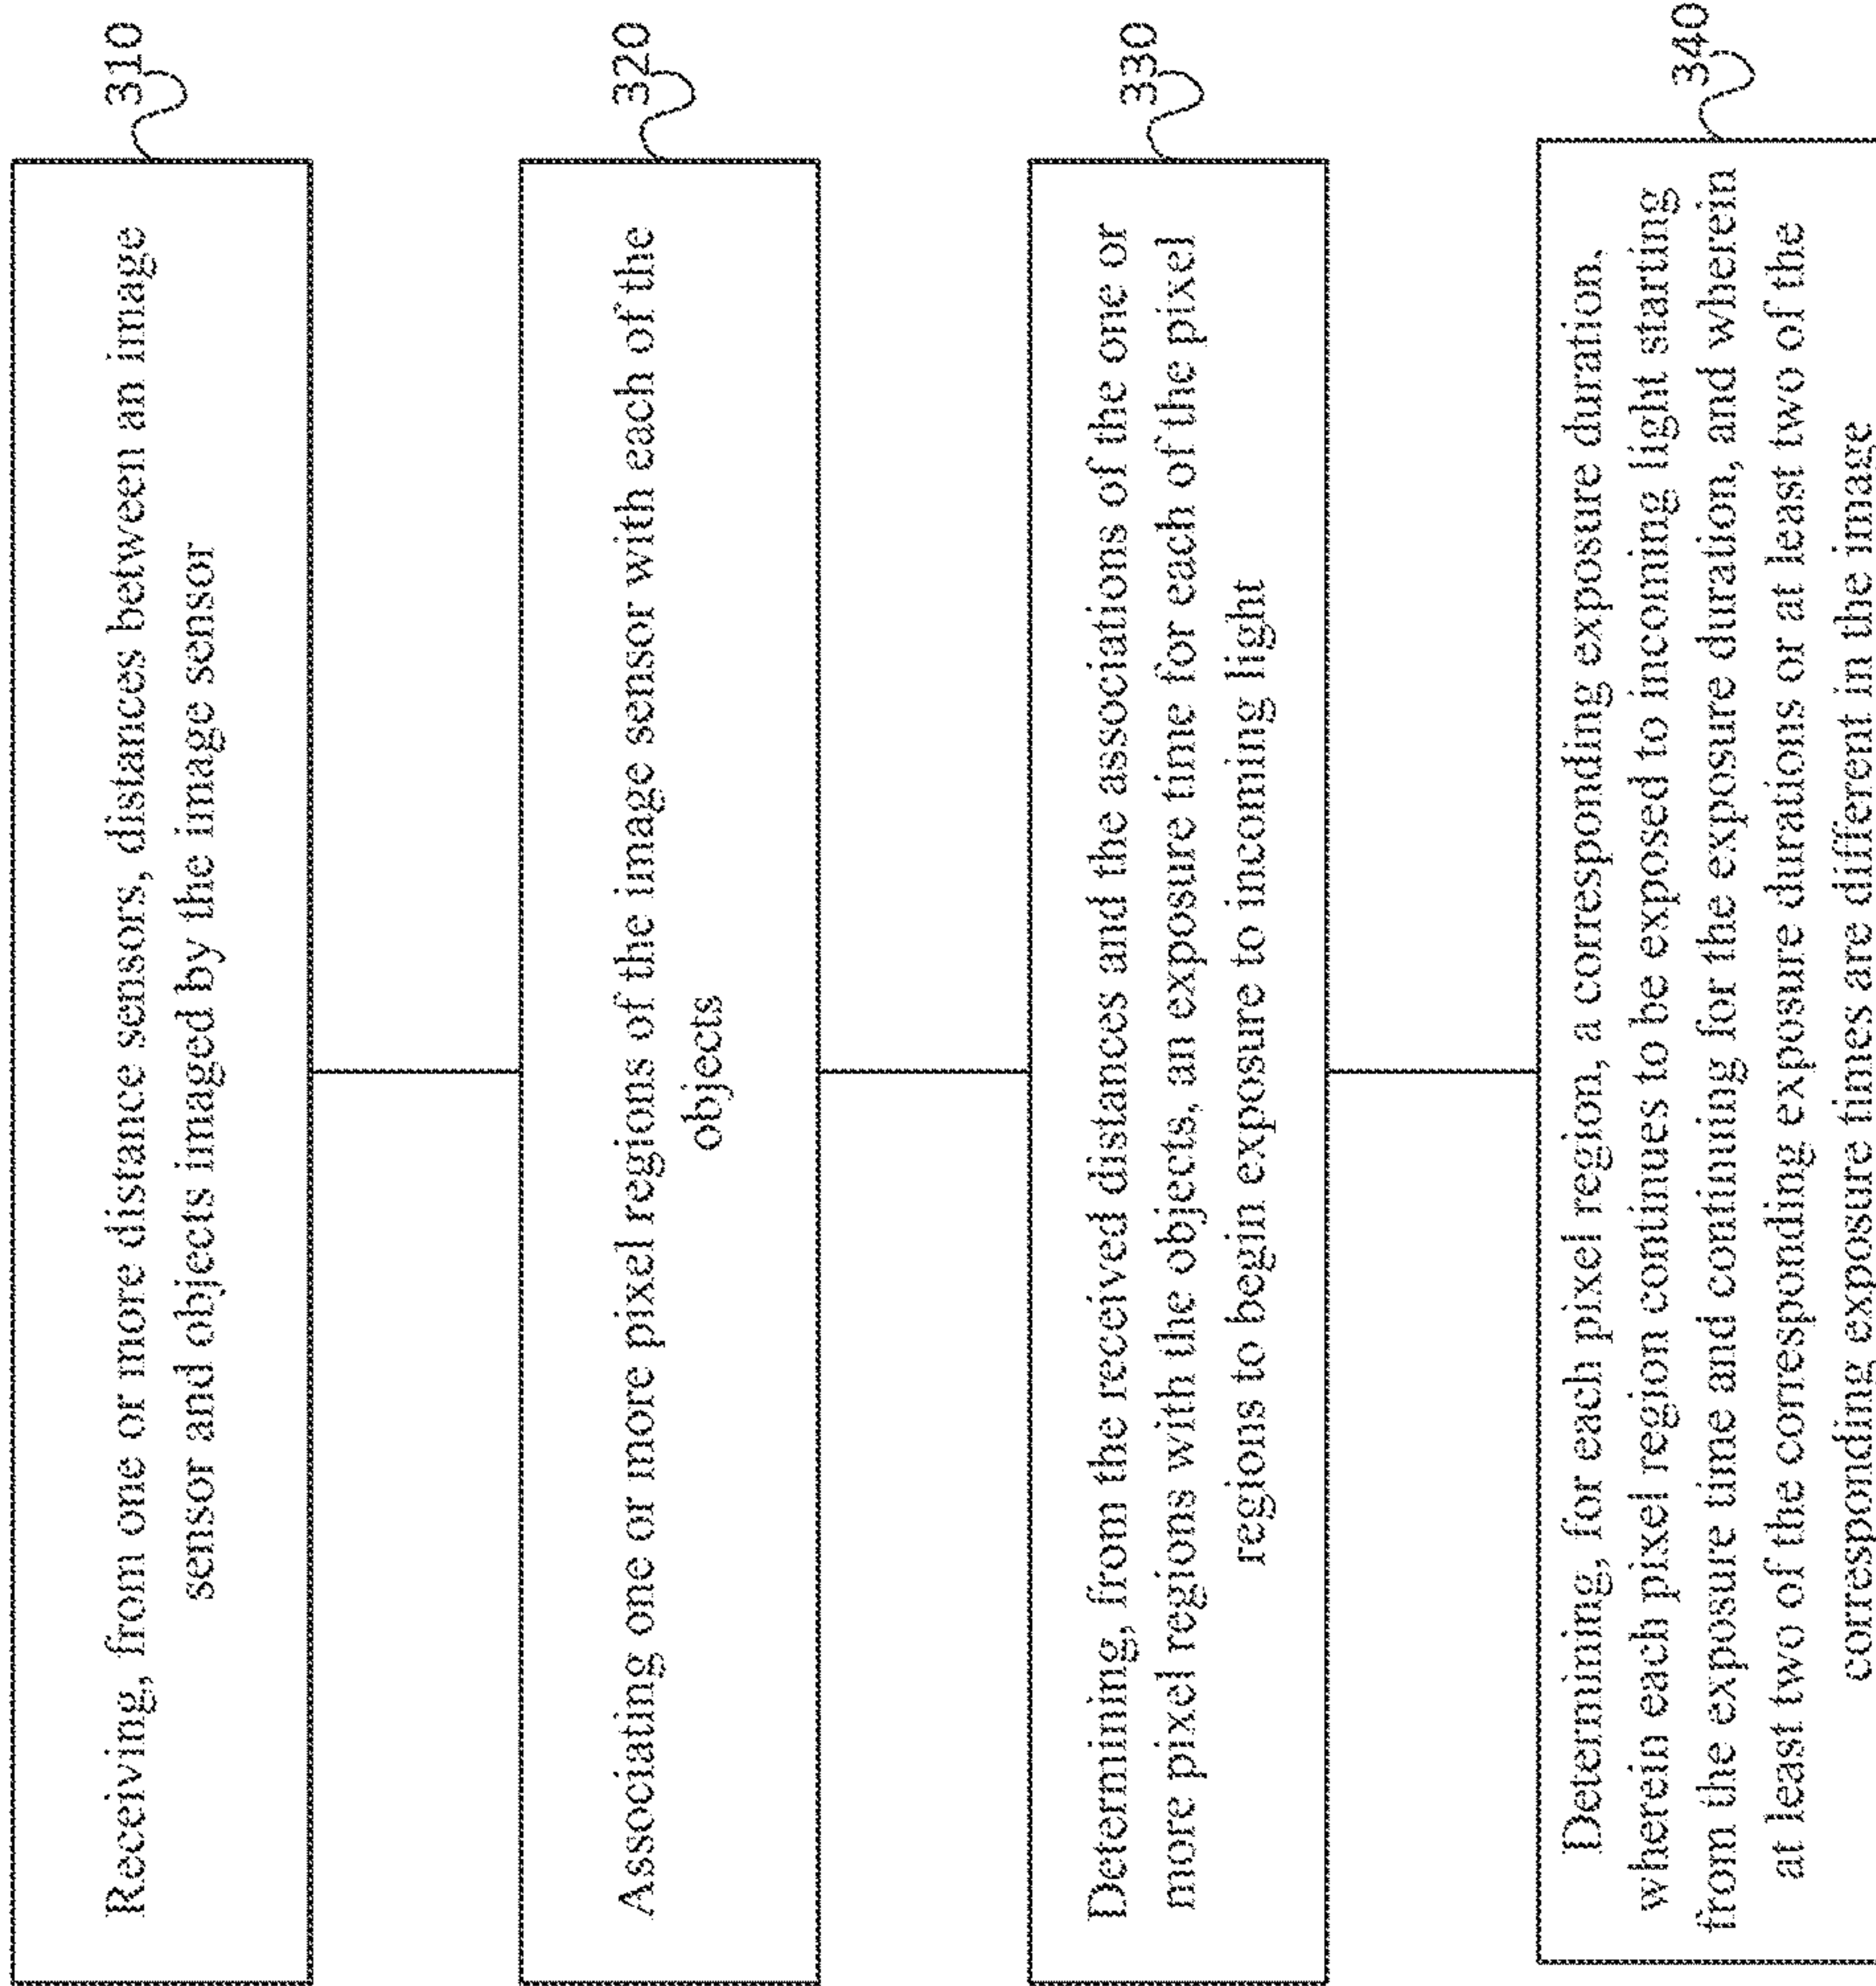 310
Receiving, from one or more distance sensors, distances between an image
sensor and objects imaged by the image sensor
320
Associating one or more pixel regions of the image sensor with each of the
objects
330
Determining, from the received distances and the associations of the one or
more pixel regions with the objects, an exposure time for each of the pixel
regions to begin exposure to incoming light
340
Determining, for each pixel region, a corresponding exposure duration,
wherein each pixel region continues to be exposed to incoming light starting
from the exposure time and continuing for the exposure duration, and wherein
at least two of the corresponding exposure durations or at least two of the
corresponding exposure times are different in the image